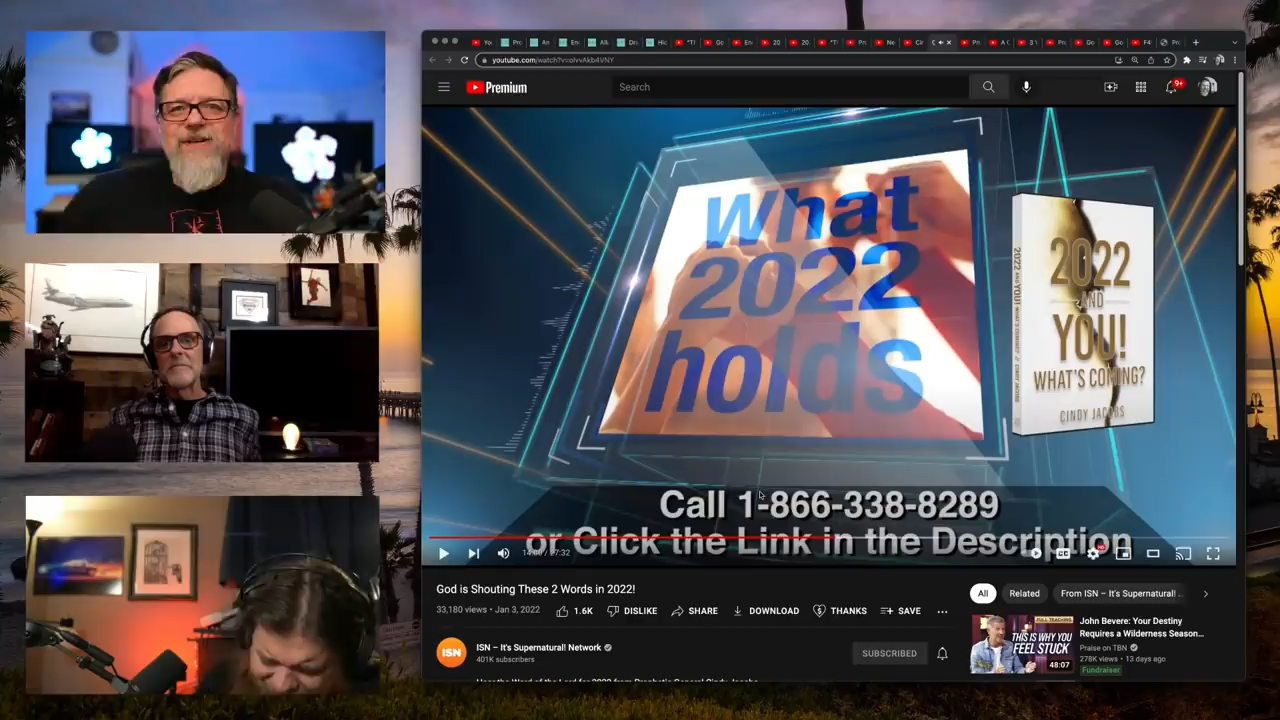 youtube.com/watch?v=
Premium
Search
9+
What
2022
holds
2022
AND
YOU!
WHAT'S COMING?
CINDY JACOBS
Call 1-866-338-8289
or Click the Link in the Description
God is Shouting These 2 Words in 2022!
33,180 views • Jan 3, 2022
1.6K
DISLIKE
SHARE
DOWNLOAD
THANKS
SAVE
ISN
ISN – It's Supernatural! Network
401K subscribers
SUBSCRIBED
All
Related
From ISN – It's Supernatural!
FULL TEACHING
THIS IS WHY YOU
FEEL STUCK
48:07
John Bevere: Your Destiny
Requires a Wilderness Season...
Praise on TBN
278K views • 13 days ago
Fundraiser